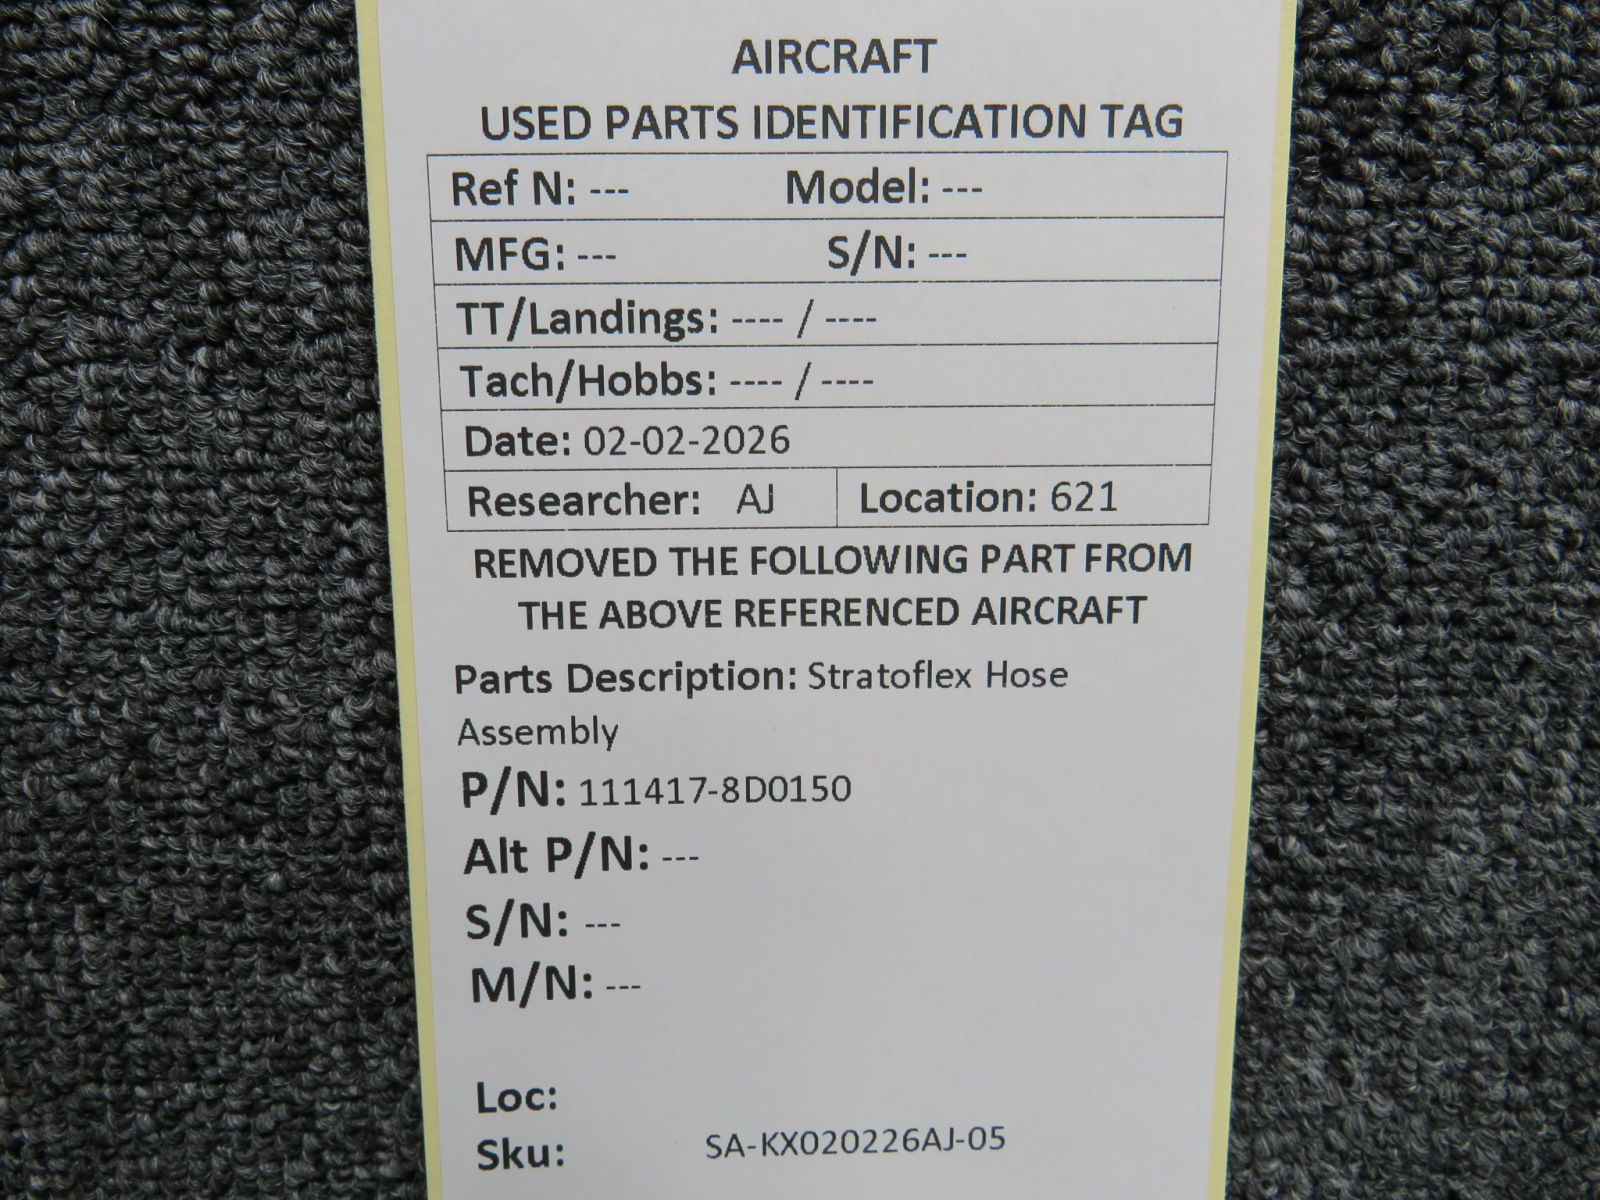 AIRCRAFT
USED PARTS IDENTIFICATION TAG
Ref N: --- Model: ---
MFG: --- S/N: ---
TT/Landings: ---- / ----
Tach/Hobbs: ---- / ----
Date: 02-02-2026
Researcher: AJ Location: 621
REMOVED THE FOLLOWING PART FROM
THE ABOVE REFERENCED AIRCRAFT
Parts Description: Stratoflex Hose
Assembly
P/N: 111417-8D0150
Alt P/N: ---
S/N: ---
M/N: ---
Loc:
Sku: SA-KX020226AJ-05